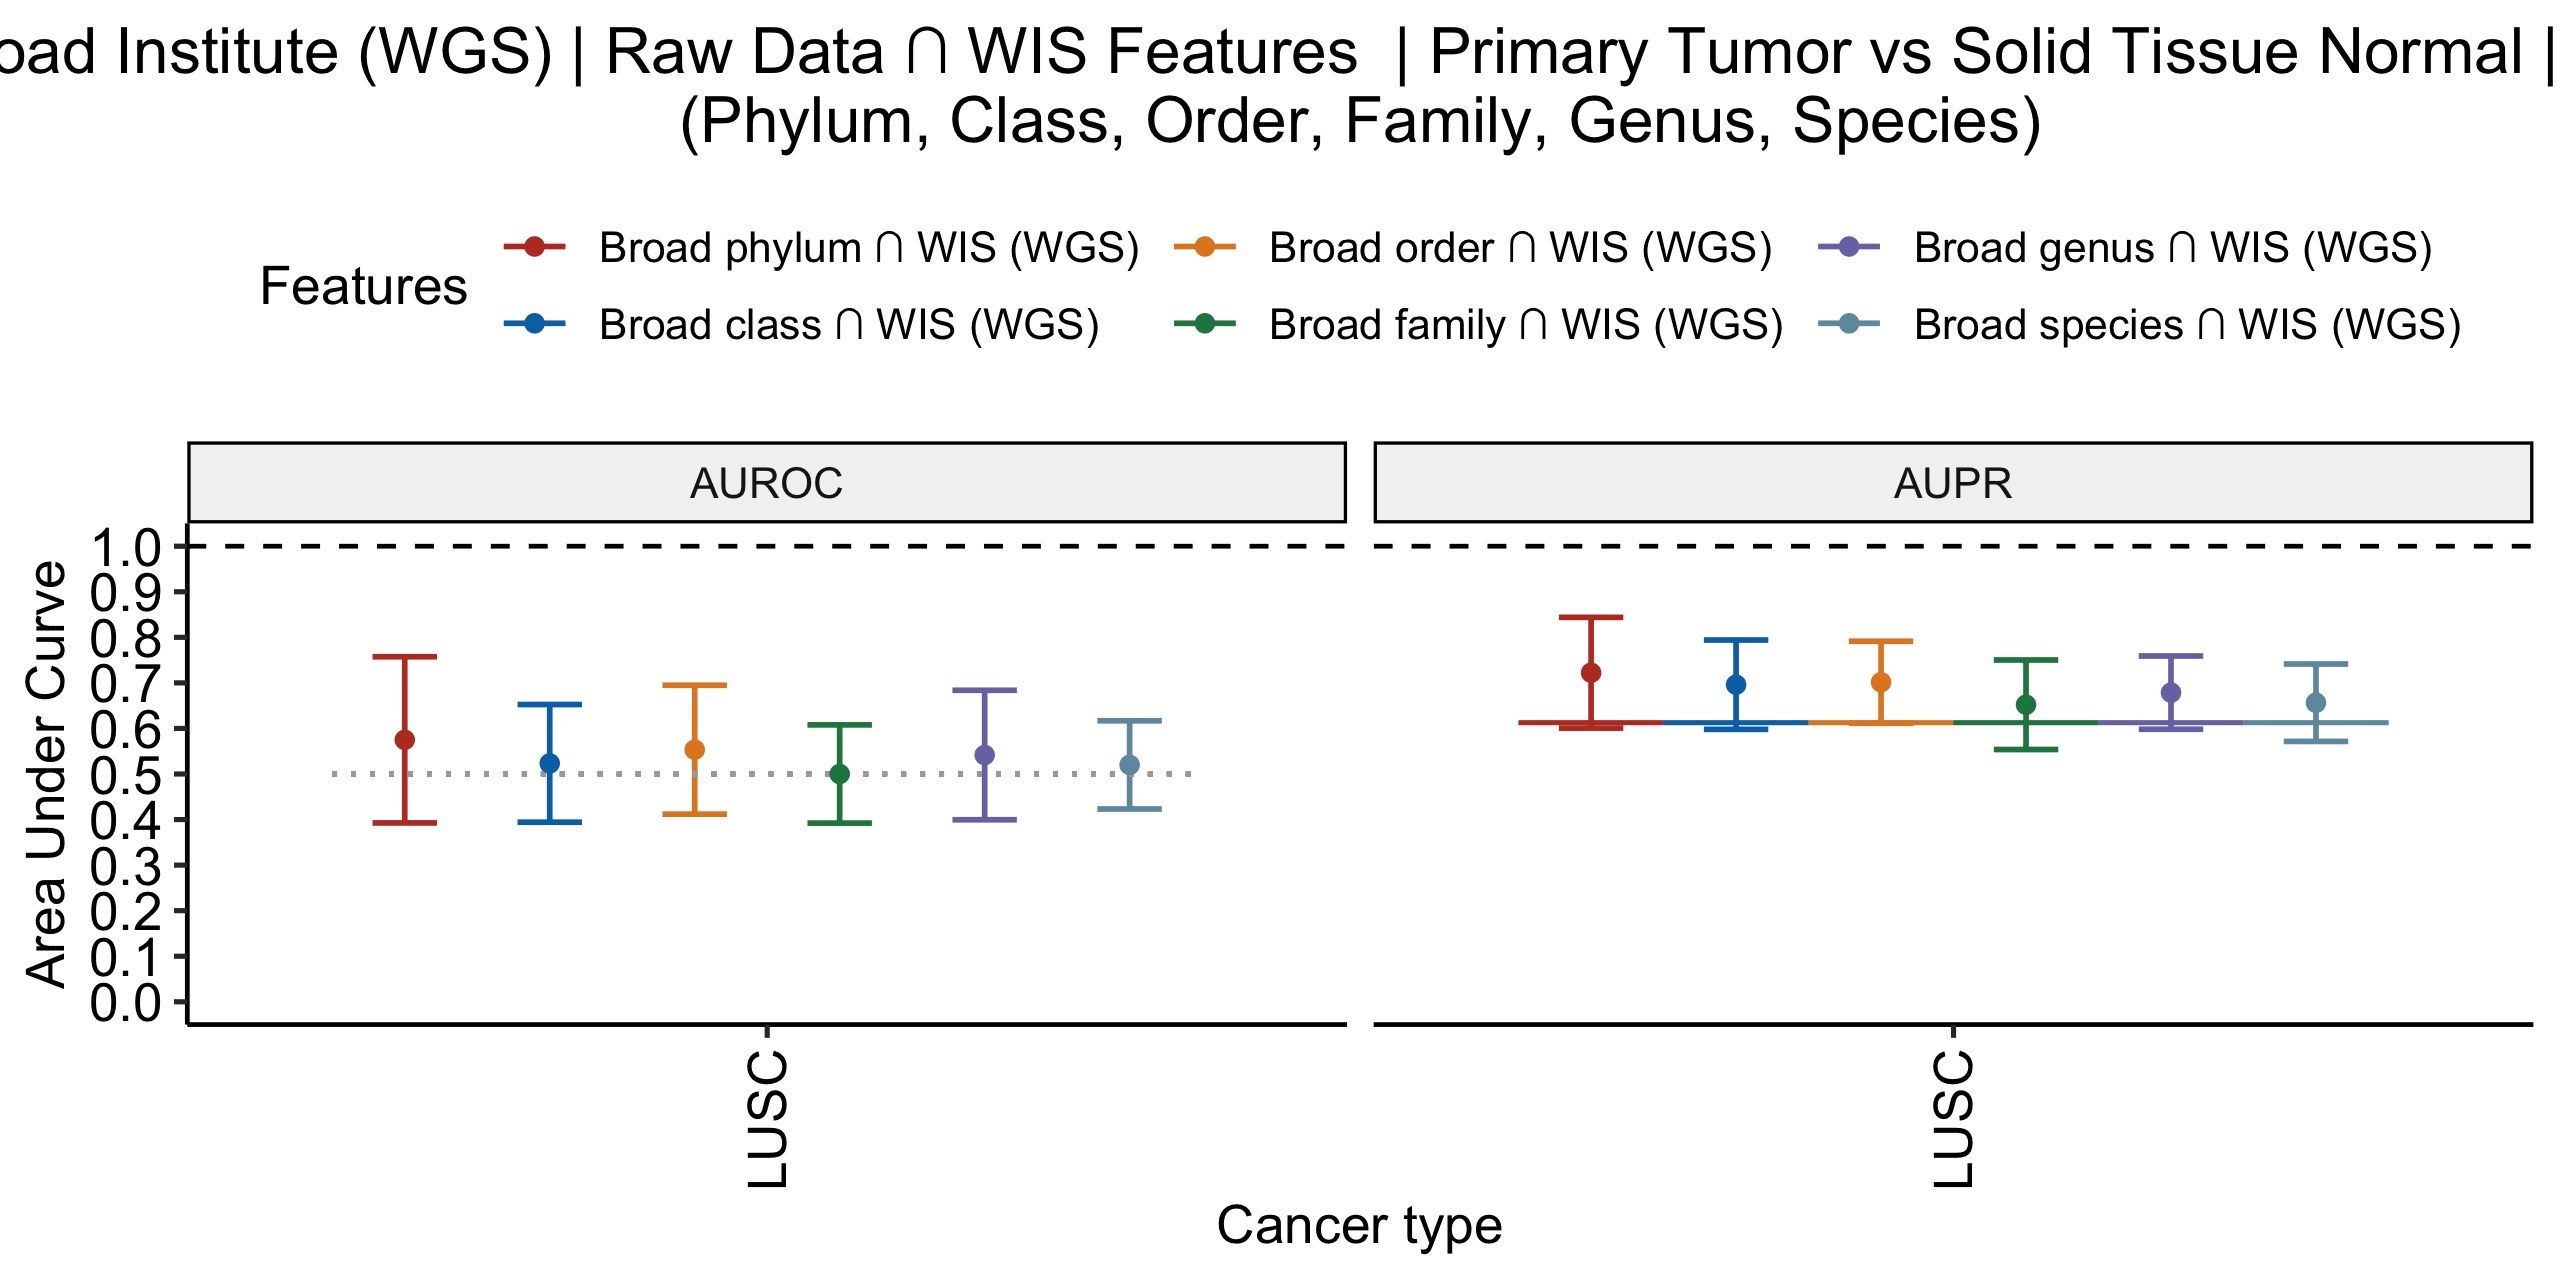 oad Institute (WGS) | Raw Data ∩ WIS Features | Primary Tumor vs Solid Tissue Normal |
(Phylum, Class, Order, Family, Genus, Species)
Features
Broad phylum ∩ WIS (WGS)
Broad order ∩ WIS (WGS)
Broad genus ∩ WIS (WGS)
Broad class ∩ WIS (WGS)
Broad family ∩ WIS (WGS)
Broad species ∩ WIS (WGS)
AUROC
AUPR
Area Under Curve
1.0
0.9
0.8
0.7
0.6
0.5
0.4
0.3
0.2
0.1
0.0
LUSC
LUSC
Cancer type